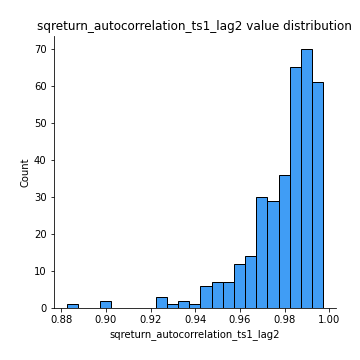 sqreturn_autocorrelation_ts1_lag2 value distribution
70
60
50
40
30
20
10
0
Count
0.88 0.90 0.92 0.94 0.96 0.98 1.00
sqreturn_autocorrelation_ts1_lag2